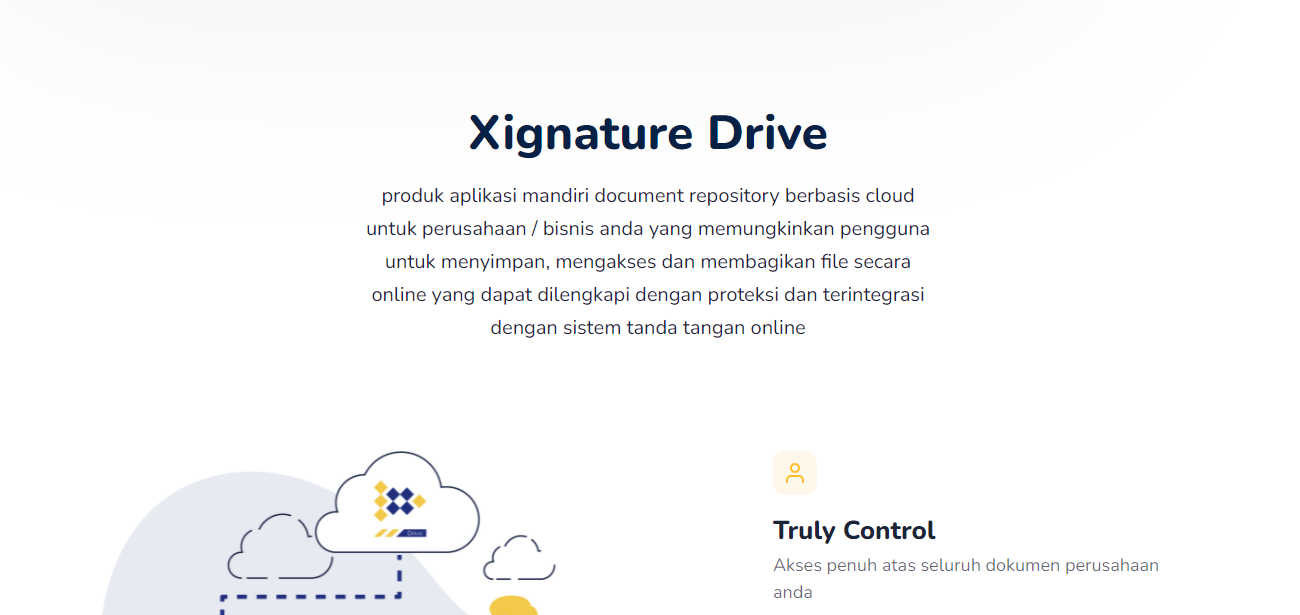 Xignature Drive
produk aplikasi mandiri document repository berbasis cloud
untuk perusahaan / bisnis anda yang memungkinkan pengguna
untuk menyimpan, mengakses dan membagikan file secara
online yang dapat dilengkapi dengan proteksi dan terintegrasi
dengan sistem tanda tangan online
Drive
Truly Control
Akses penuh atas seluruh dokumen perusahaan
anda